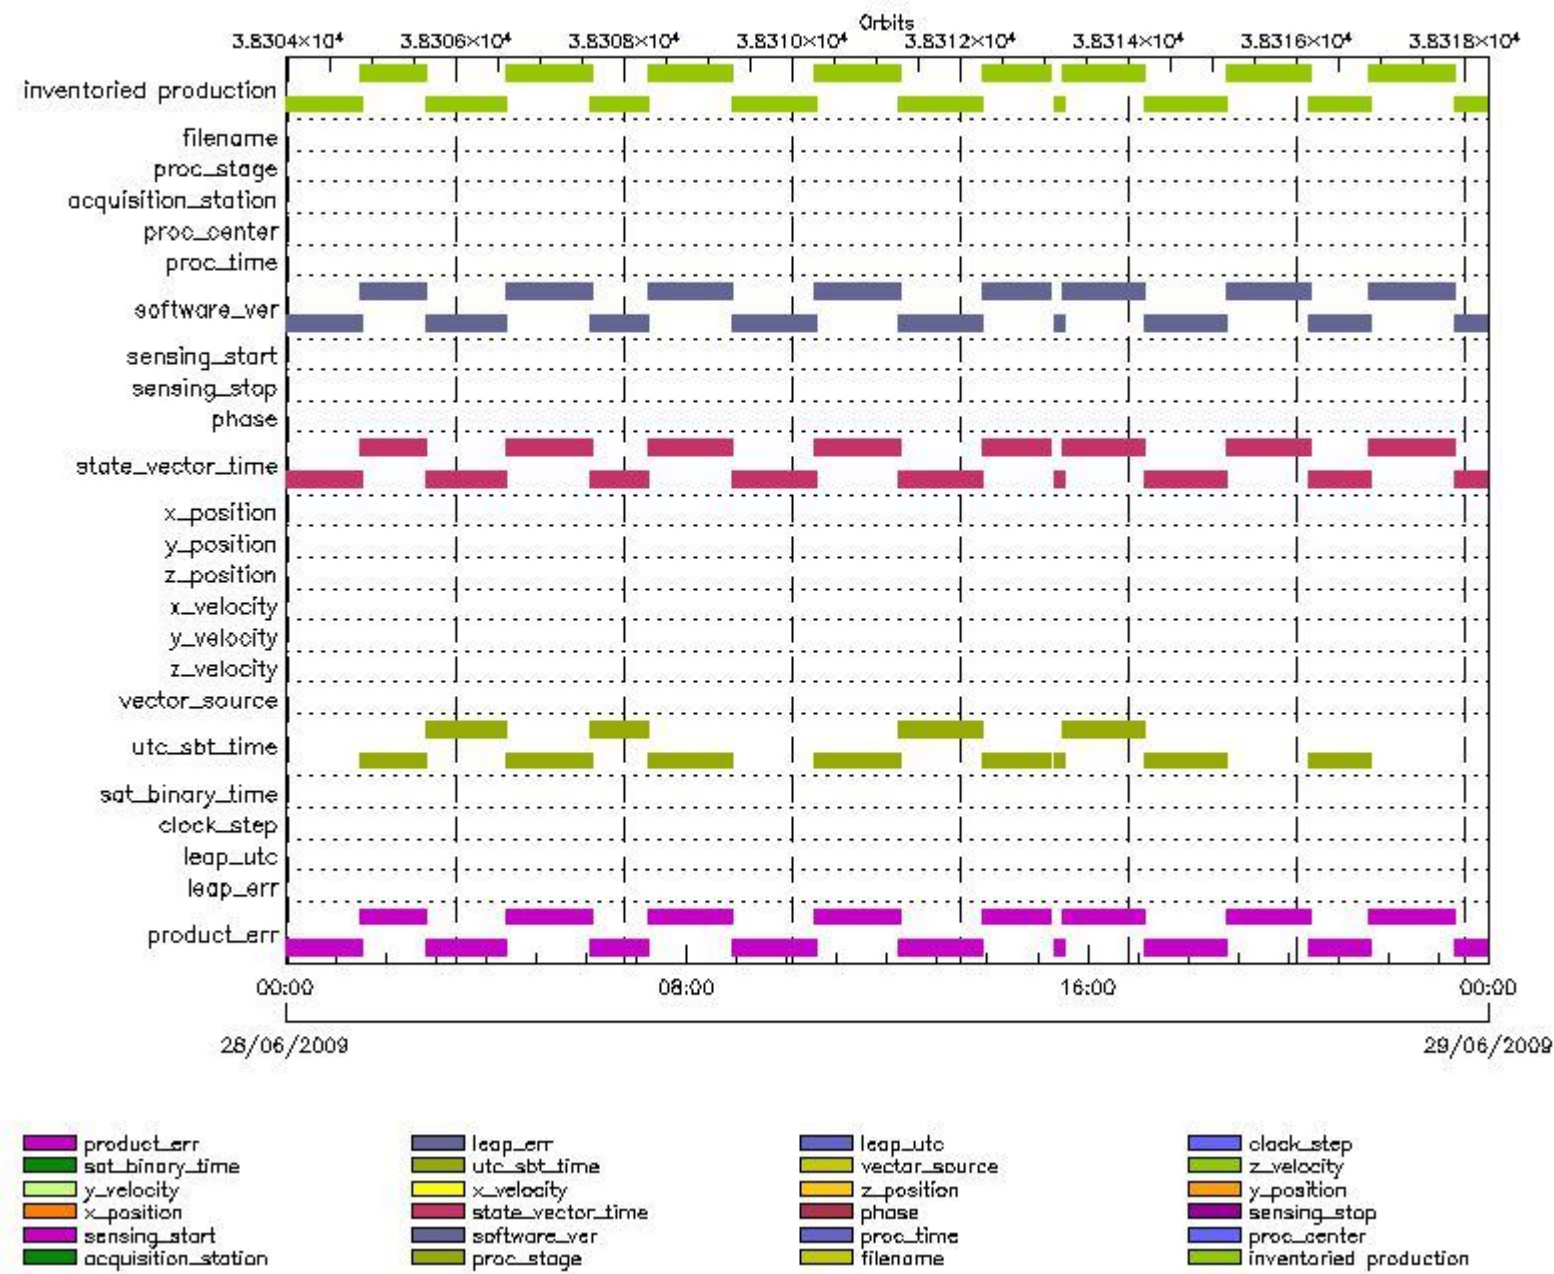 Orbits
3.8304×10⁴ 3.8306×10⁴ 3.8308×10⁴ 3.8310×10⁴ 3.8312×10⁴ 3.8314×10⁴ 3.8316×10⁴ 3.8318×10⁴
inventoried production
filename
proc_stage
acquisition_station
proc_center
proc_time
software_ver
sensing_start
sensing_stop
phase
state_vector_time
x_position
y_position
z_position
x_velocity
y_velocity
z_velocity
vector_source
utc_sbt_time
sat_binary_time
clock_step
leap_utc
leap_err
product_err
00:00 08:00 16:00 00:00
28/06/2009 29/06/2009
product_err leap_err leap_utc clock_step
sat_binary_time utc_sbt_time vector_source z_velocity
y_velocity x_velocity z_position y_position
x_position state_vector_time phase sensing_stop
sensing_start software_ver proc_time proc_center
acquisition_station proc_stage filename inventoried production